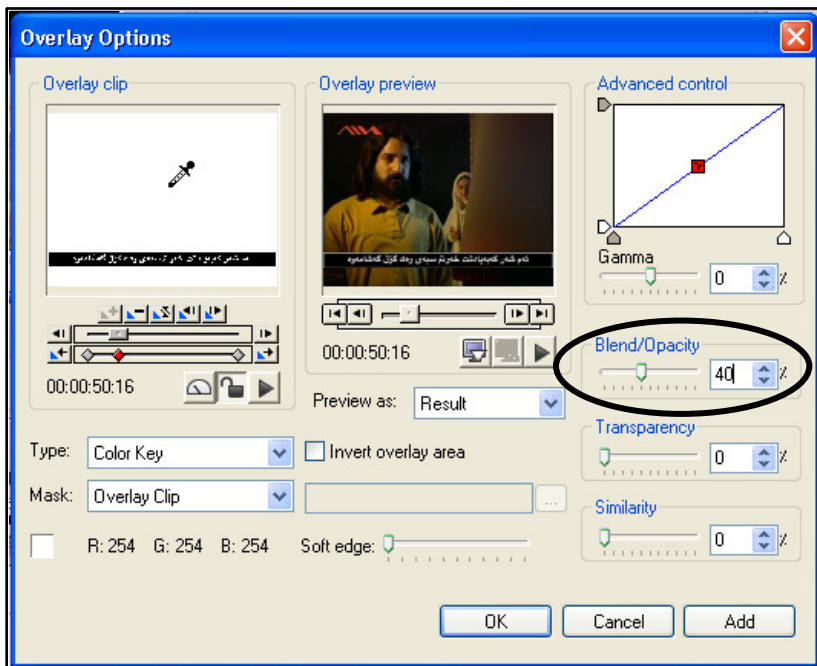 Overlay Options
Overlay clip
Overlay preview
Advanced control
Gamma
0 %
Blend/Opacity
00:00:50:16
00:00:50:16
40 %
Preview as: Result
Transparency
Type: Color Key
Invert overlay area
0 %
Mask: Overlay Clip
...
Similarity
R: 254 G: 254 B: 254
Soft edge:
0 %
OK
Cancel
Add